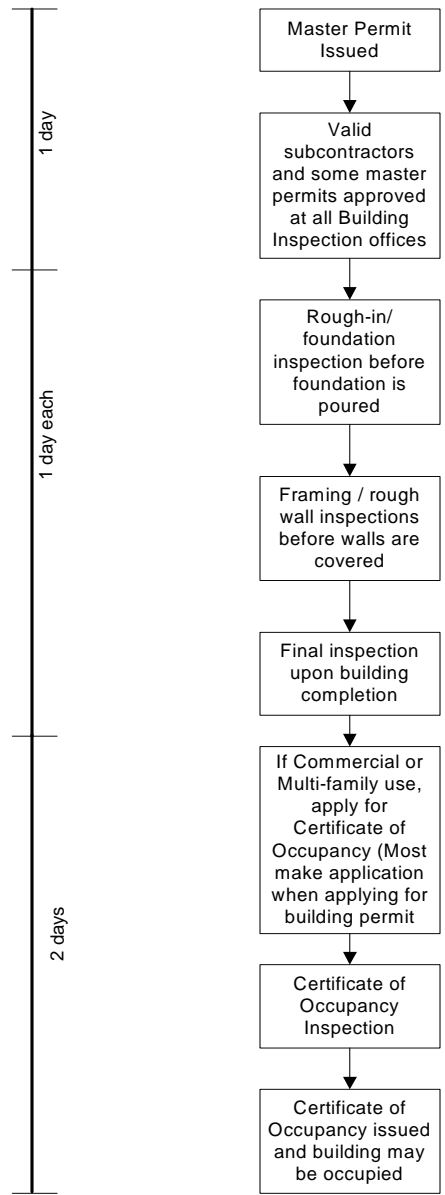 Master Permit
Issued
1 day
Valid
subcontractors
and some master
permits approved
at all Building
Inspection offices
Rough-in/
foundation
inspection before
foundation is
poured
1 day each
Framing / rough
wall inspections
before walls are
covered
Final inspection
upon building
completion
If Commercial or
Multi-family use,
apply for
Certificate of
Occupancy (Most
make application
when applying for
building permit
2 days
Certificate of
Occupancy
Inspection
Certificate of
Occupancy issued
and building may
be occupied